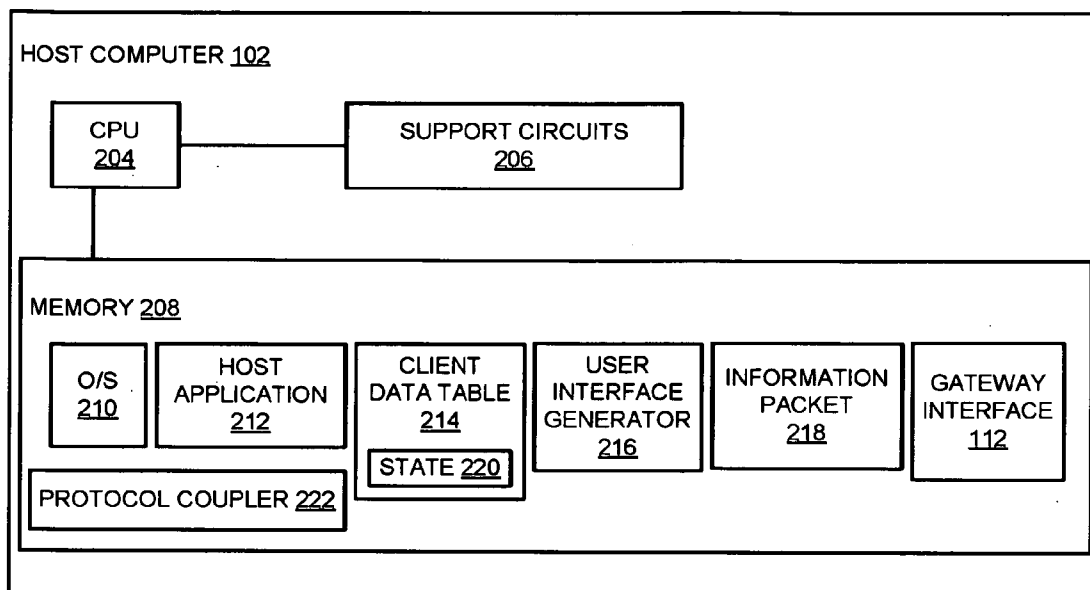 HOST COMPUTER 102
CPU
204
SUPPORT CIRCUITS
206
MEMORY 208
O/S
210
HOST
APPLICATION
212
CLIENT
DATA TABLE
214
STATE 220
USER
INTERFACE
GENERATOR
216
INFORMATION
PACKET
218
GATEWAY
INTERFACE
112
PROTOCOL COUPLER 222